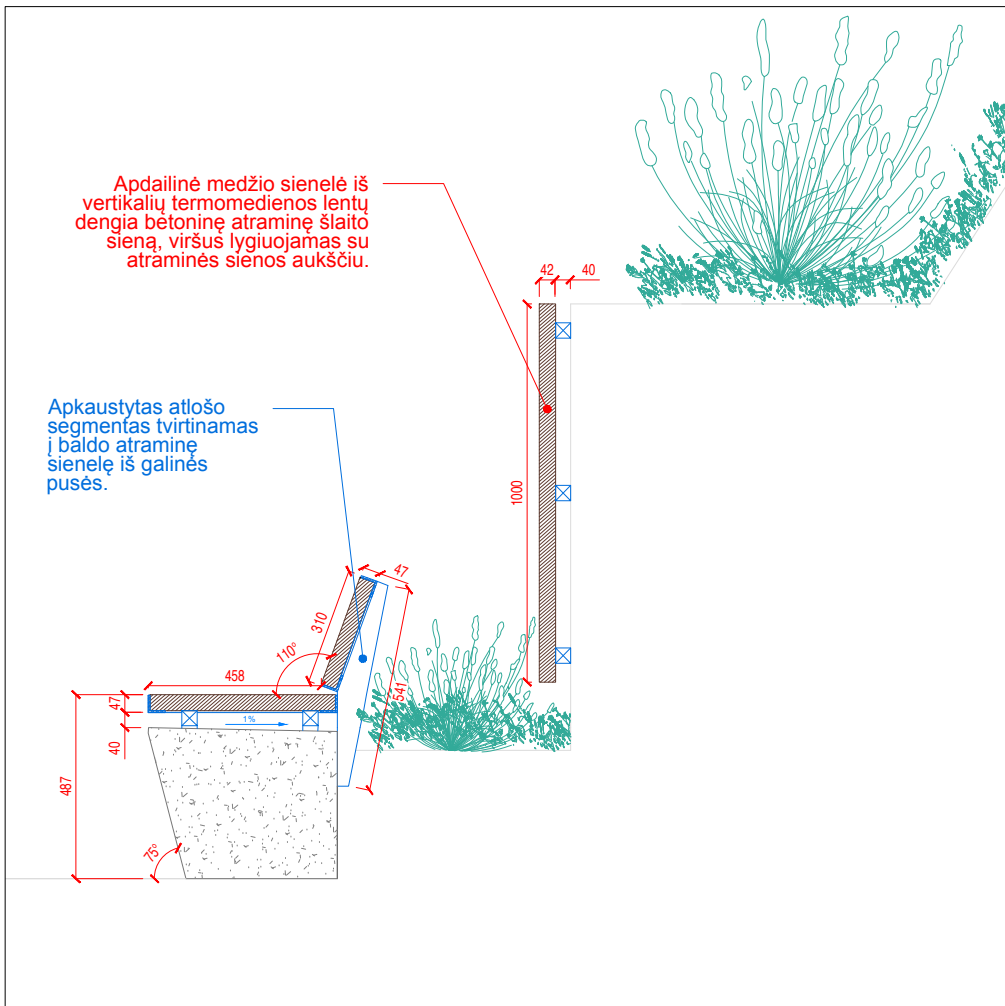 Apdailinė medžio sienelė iš
vertikalių termomedienos lentų
dengia betoninę atraminę šlaito
sieną, viršus lygiuojamas su
atraminės sienos aukščiu.
42
40
1000
Apkaustytas atlošo
segmentas tvirtinamas
į baldo atraminę
sienelę iš galinės
pusės.
47
310
110°
541
458
47
1%
40
487
75°